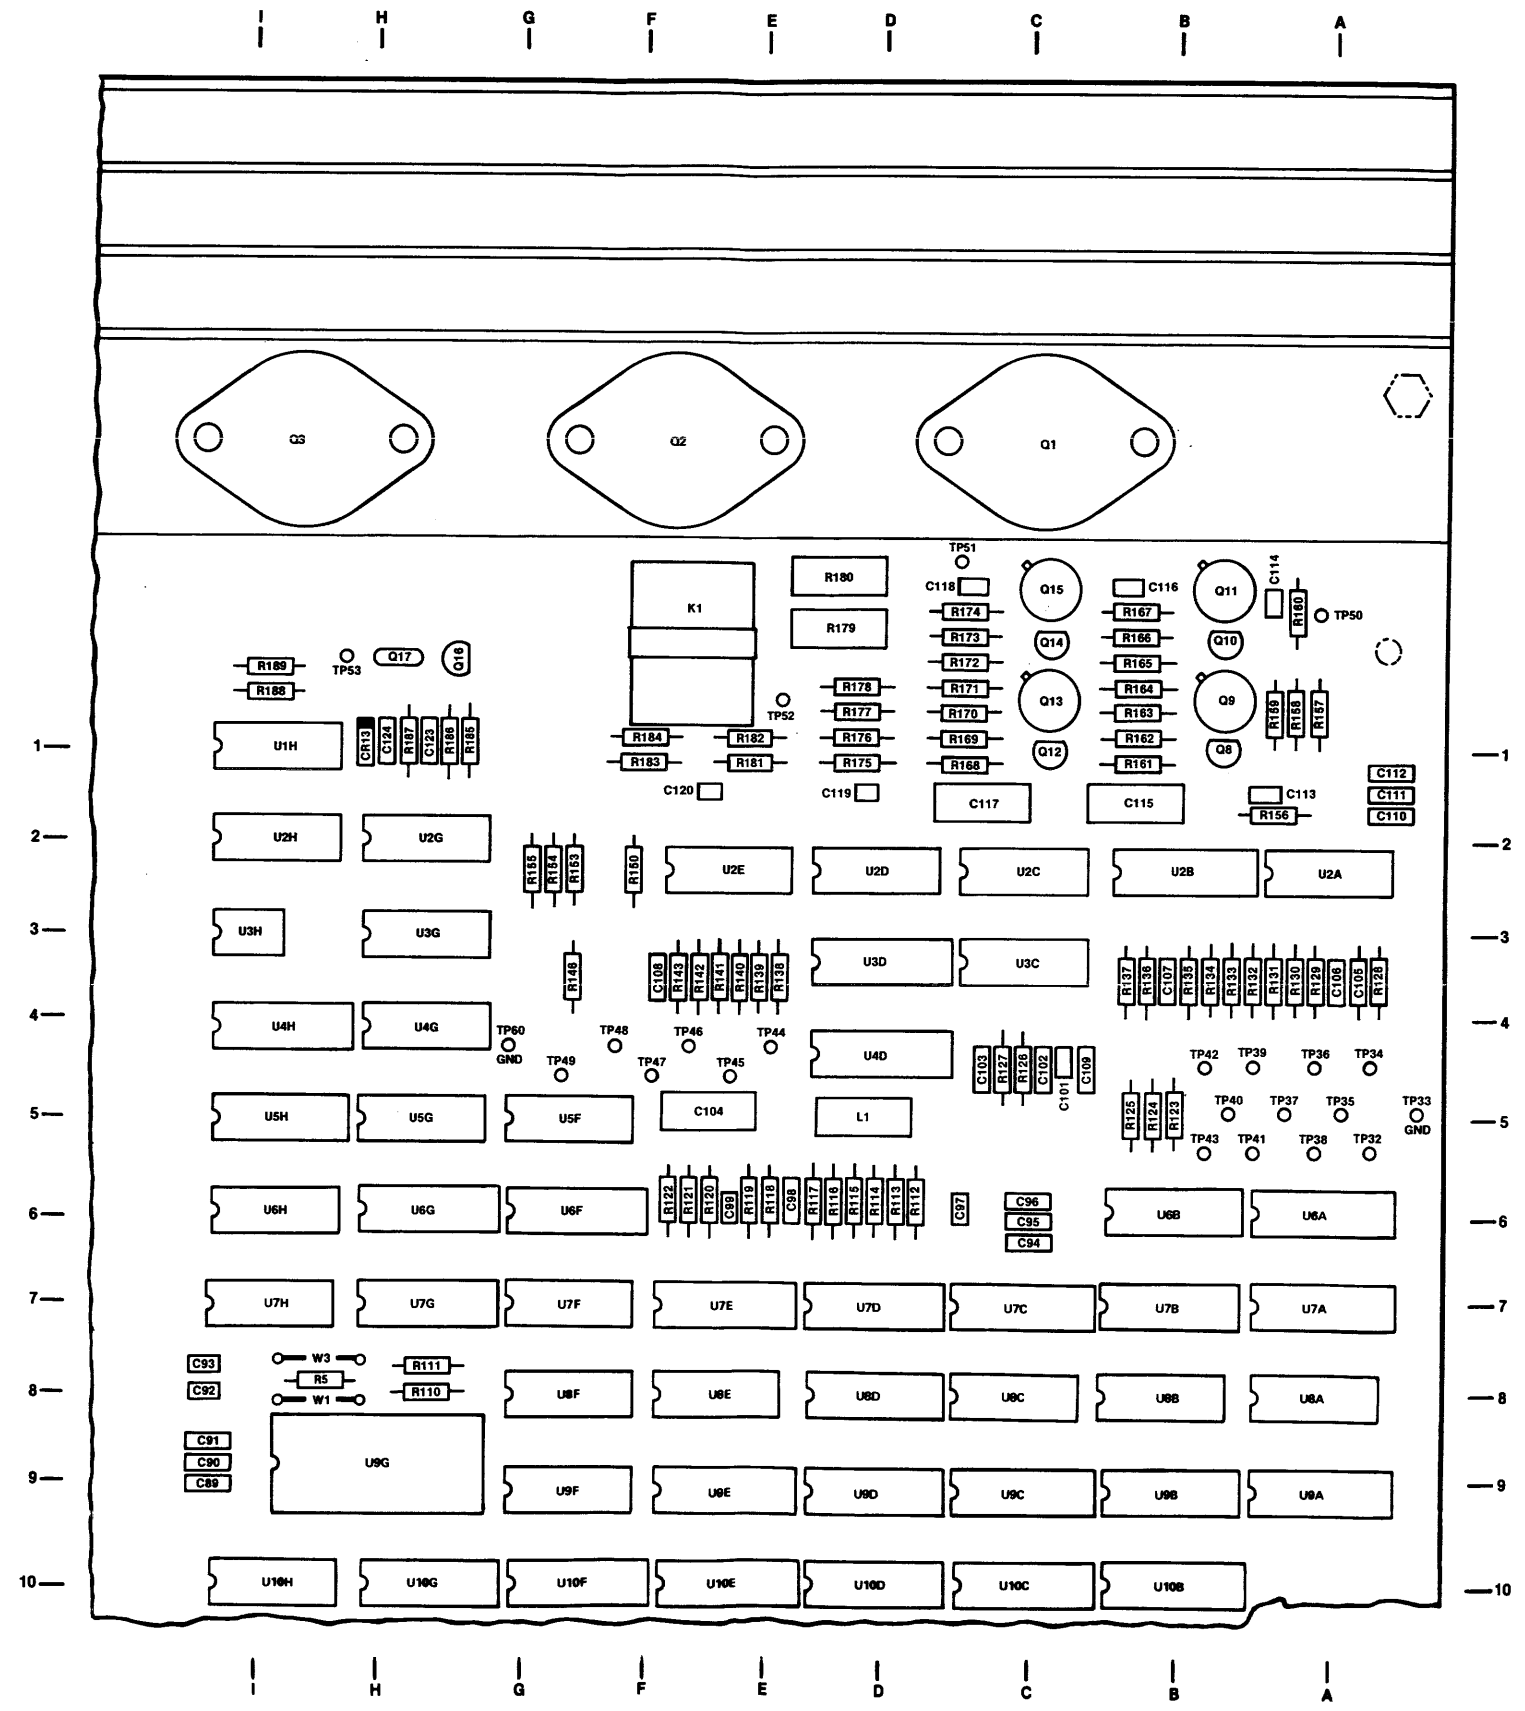 I H G F E D C B A
Q3 Q2 Q1
TP51
C114
R180 C118 Q15 C116 Q11
K1 R174 R167 R160 TP50
R179 R173 Q14 R166 Q10
R189 TP53 Q17 Q16 R172 R165
R188 R178 R171 Q13 R164 Q9
TP52 R177 R170 R163 R159 R158 R157
1 U1H CR13 C124 R187 C123 R186 R185 R184 R182 R176 R169 Q12 R162 Q8 1
R183 R181 R175 R168 R161
C112
C120 C119 C117 C115 C113 C111
R156 C110
2 U2H U2G 2
R155 R154 R153 R150 U2E U2D U2C U2B U2A
3 U3H U3G 3
R146 C108 R143 R142 R141 R140 R139 R138 U3D U3C R137 R136 C107 R135 R134 R133 R132 R131 R130 R129 C106 C105 R128
4 U4H U4G 4
TP60 GND TP48 TP46 TP44
TP49 TP47 TP45 U4D
C103 R127 R126 C102 C101 C109 TP42 TP39 TP36 TP34
5 U5H U5G U5F C104 L1 R125 R124 R123 TP40 TP37 TP35 TP33 GND 5
TP43 TP41 TP38 TP32
6 U6H U6G U6F R122 R121 R120 C99 R119 R118 C98 R117 R116 R115 R114 R113 R112 C97 C96 U6B U6A 6
C95
C94
7 U7H U7G U7F U7E U7D U7C U7B U7A 7
C93 W3 R111
R5
8 C92 W1 R110 U8F U8E U8D U8C U8B U8A 8
C91
C90 U9G
9 C89 U9F U9E U9D U9C U9B U9A 9
10 U10H U10G U10F U10E U10D U10C U10B 10
I H G F E D C B A